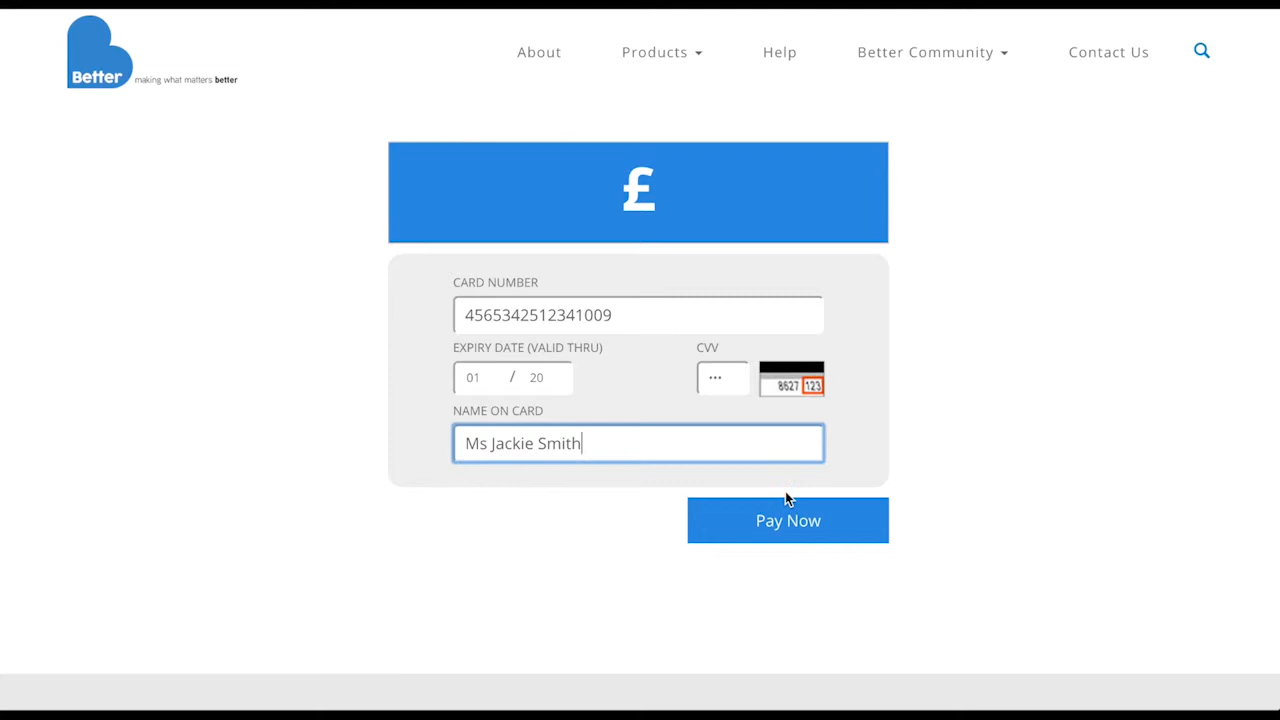 Better making what matters better
About Products Help Better Community Contact Us
£
CARD NUMBER
4565342512341009
EXPIRY DATE (VALID THRU) CVV
01 / 20 ••• 8627 123
NAME ON CARD
Ms Jackie Smith
Pay Now